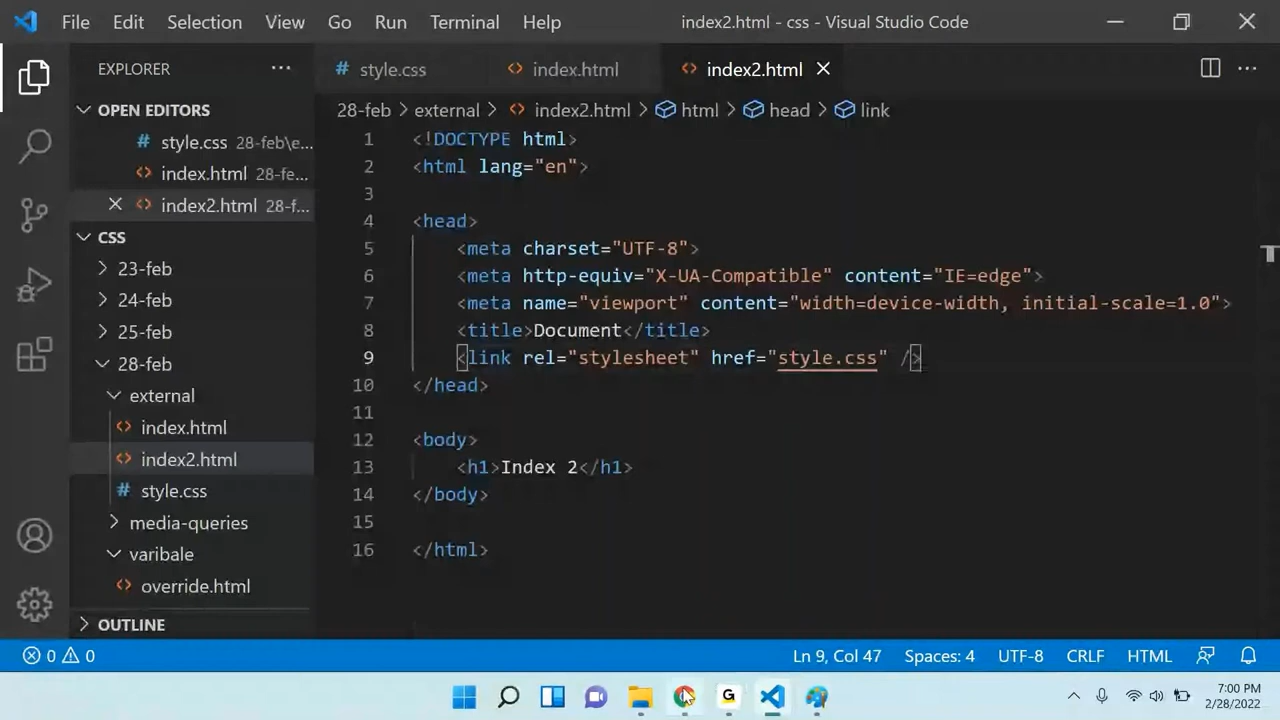 File Edit Selection View Go Run Terminal Help index2.html - css - Visual Studio Code
EXPLORER ...
# style.css <> index.html <> index2.html ...
28-feb > external > <> index2.html > html > head > link
OPEN EDITORS
# style.css 28-feb\e...
<> index.html 28-fe...
<> index2.html 28-f...
CSS
23-feb
24-feb
25-feb
28-feb
external
<> index.html
<> index2.html
# style.css
media-queries
varibale
<> override.html
OUTLINE
1 <!DOCTYPE html>
2 <html lang="en">
3
4 <head>
5 <meta charset="UTF-8">
6 <meta http-equiv="X-UA-Compatible" content="IE=edge">
7 <meta name="viewport" content="width=device-width, initial-scale=1.0">
8 <title>Document</title>
9 <link rel="stylesheet" href="style.css" />
10 </head>
11
12 <body>
13 <h1>Index 2</h1>
14 </body>
15
16 </html>
0 0 Ln 9, Col 47 Spaces: 4 UTF-8 CRLF HTML
G
7:00 PM
2/28/2022